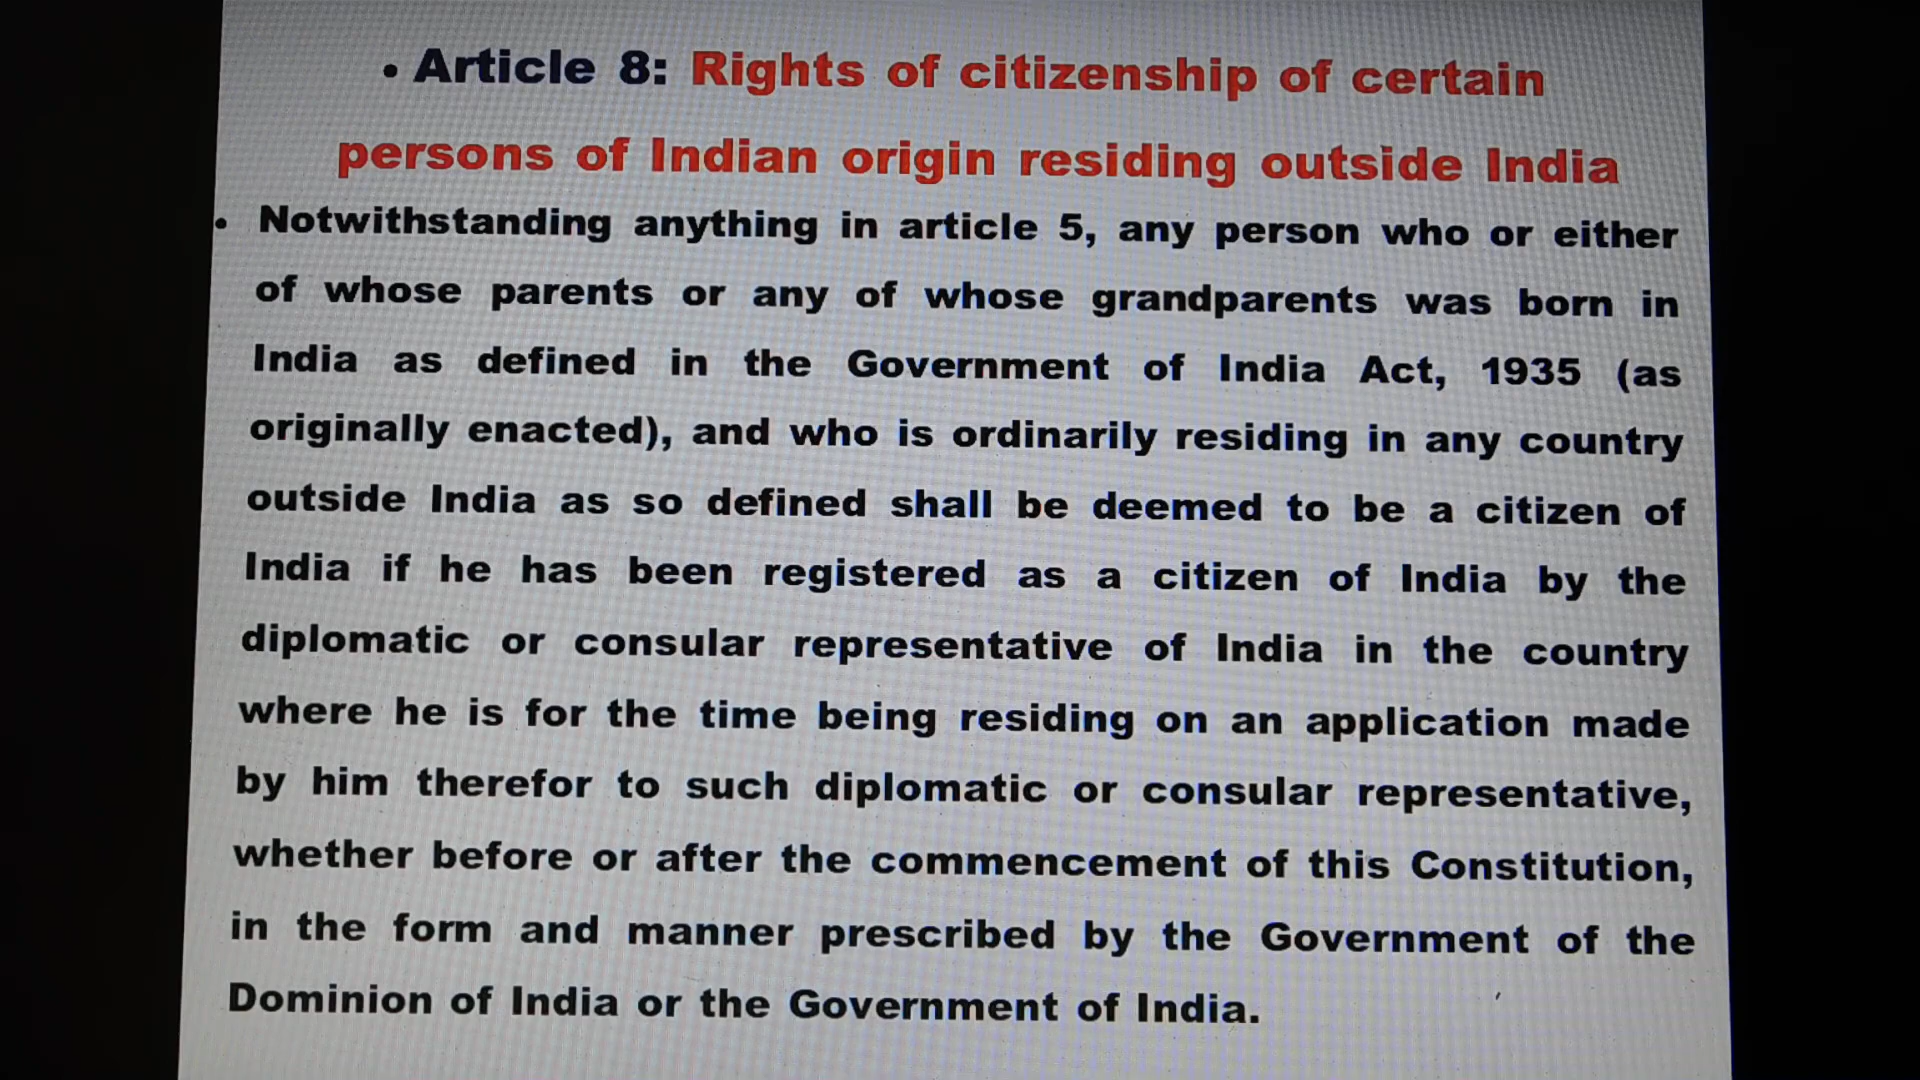 • Article 8: Rights of citizenship of certain
persons of Indian origin residing outside India
• Notwithstanding anything in article 5, any person who or either
of whose parents or any of whose grandparents was born in
India as defined in the Government of India Act, 1935 (as
originally enacted), and who is ordinarily residing in any country
outside India as so defined shall be deemed to be a citizen of
India if he has been registered as a citizen of India by the
diplomatic or consular representative of India in the country
where he is for the time being residing on an application made
by him therefor to such diplomatic or consular representative,
whether before or after the commencement of this Constitution,
in the form and manner prescribed by the Government of the
Dominion of India or the Government of India.